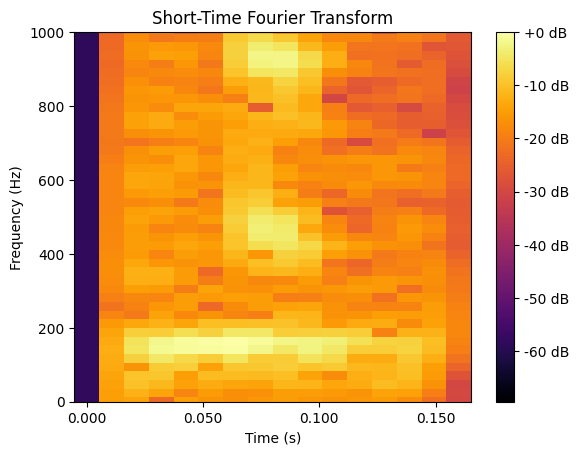 Short-Time Fourier Transform
1000
800
600
400
200
0
Frequency (Hz)
0.000
0.050
0.100
0.150
Time (s)
+0 dB
-10 dB
-20 dB
-30 dB
-40 dB
-50 dB
-60 dB